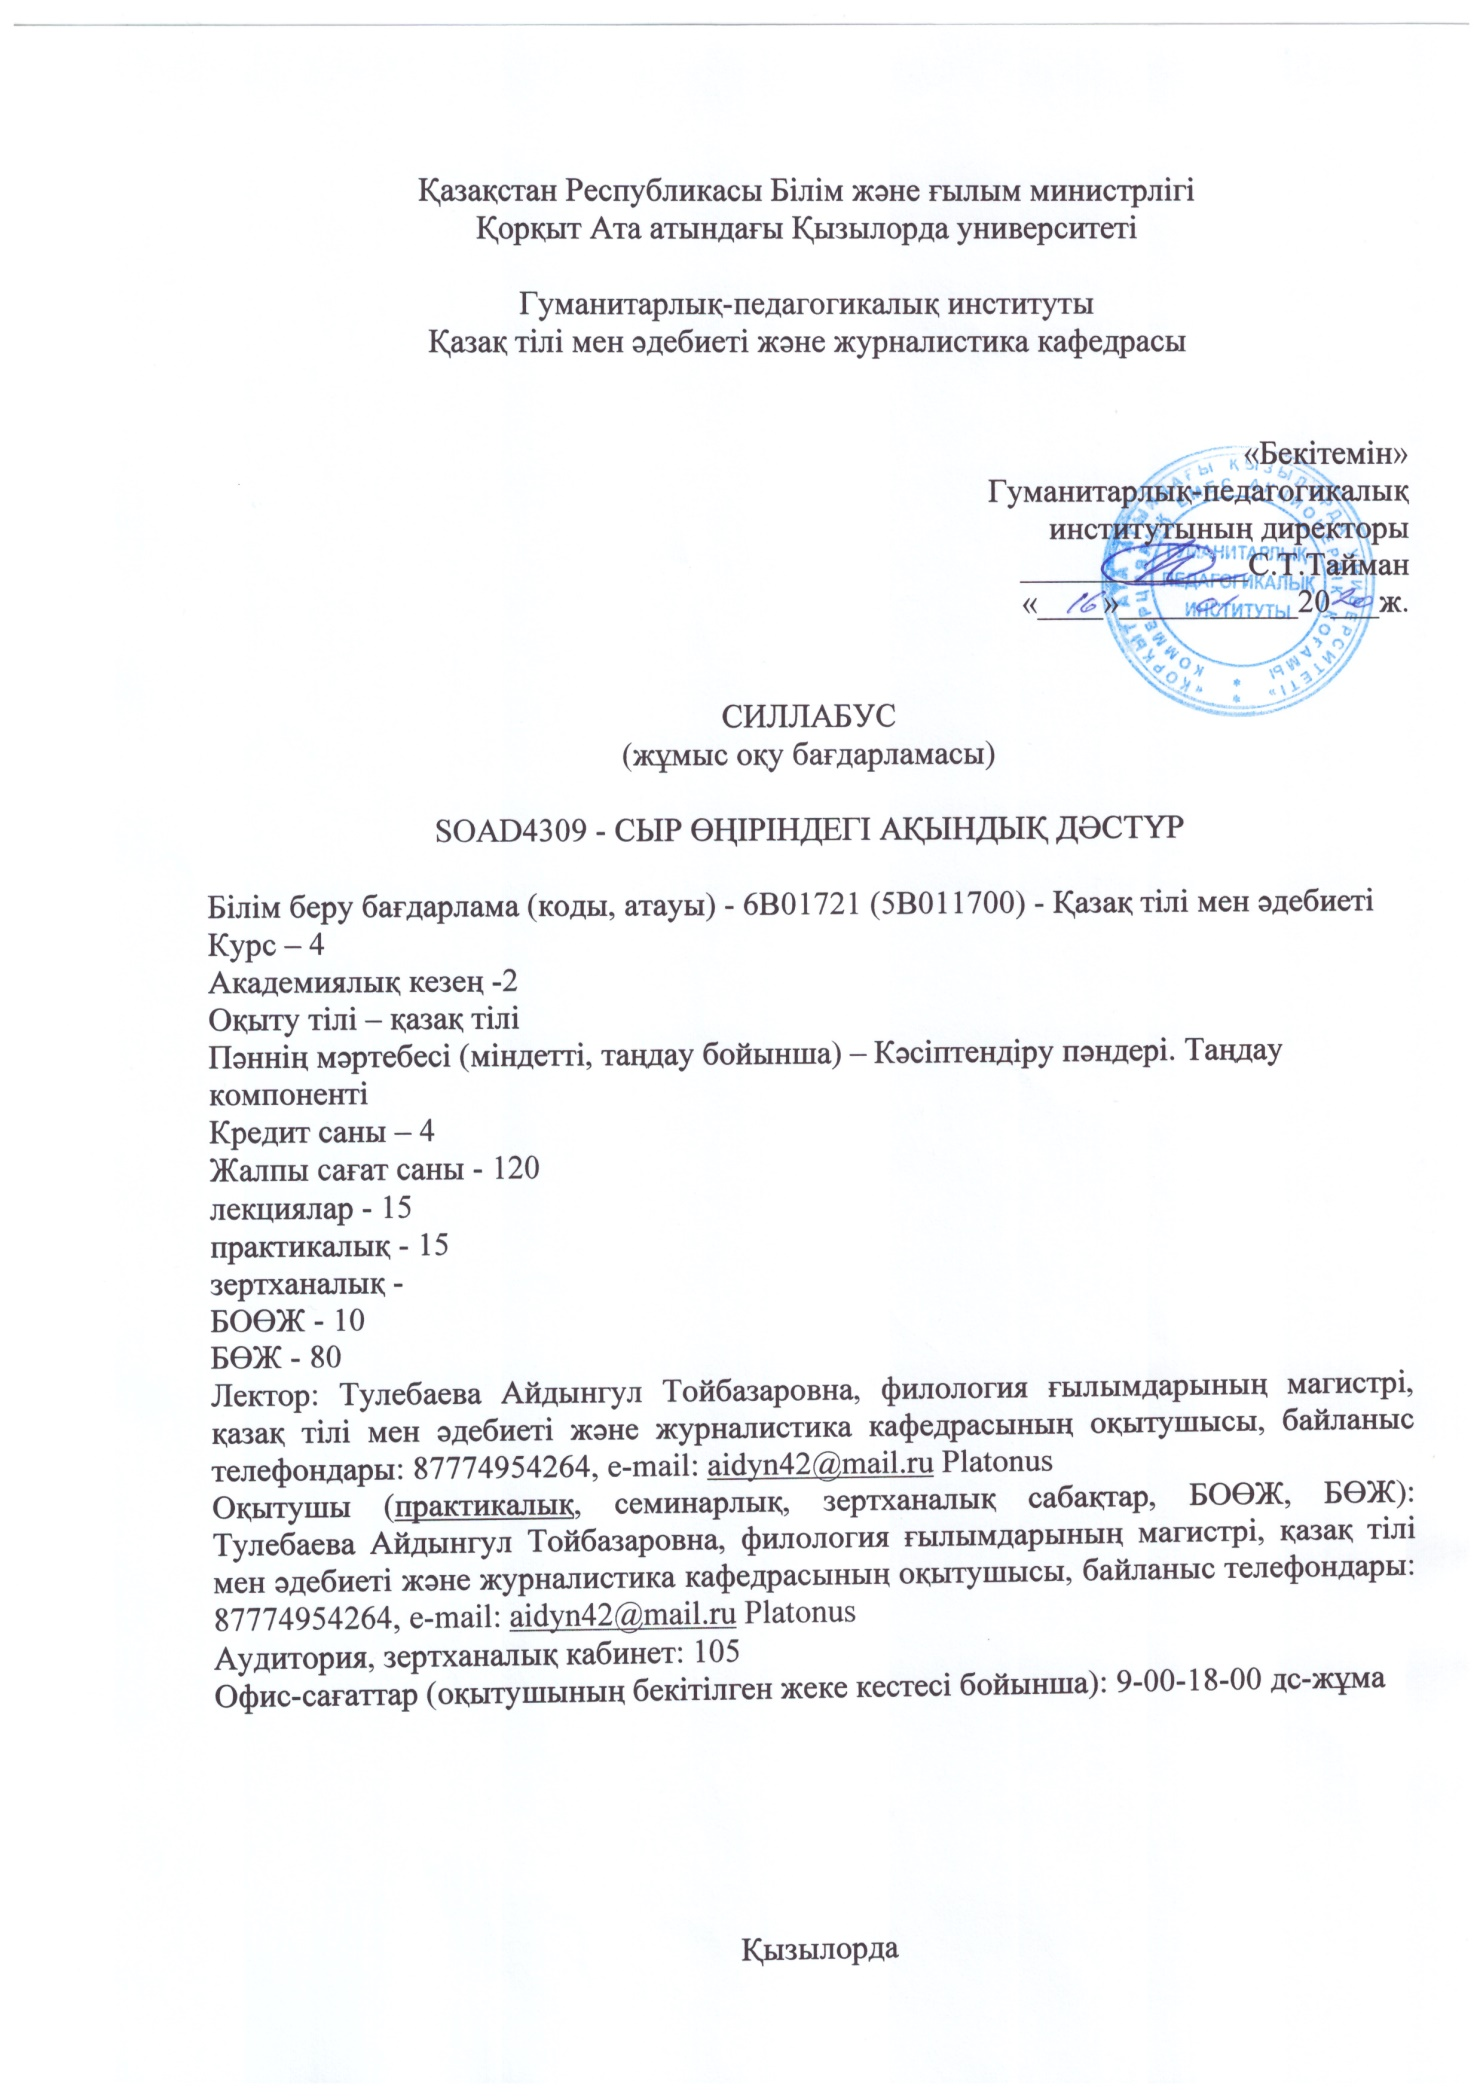 Қазақстан Республикасы Білім және ғылым министрлігі
Қорқыт Ата атындағы Қызылорда университеті
Гуманитарлық-педагогикалық институты
Қазақ тілі мен әдебиеті және журналистика кафедрасы
«Бекітемін»
Гуманитарлық-педагогикалық
институтының директоры
С.Т.Тайман
«16» 01 2020 ж.
ГУМАНИТАРЛЫҚ
ПЕДАГОГИКАЛЫҚ
ИНСТИТУТЫ
СИЛЛАБУС
(жұмыс оқу бағдарламасы)
SOAD4309 - СЫР ӨҢІРІНДЕГІ АҚЫНДЫҚ ДӘСТҮР
Білім беру бағдарлама (коды, атауы) - 6В01721 (5В011700) - Қазақ тілі мен әдебиеті
Курс – 4
Академиялық кезең -2
Оқыту тілі – қазақ тілі
Пәннің мәртебесі (міндетті, таңдау бойынша) – Кәсіптендіру пәндері. Таңдау
компоненті
Кредит саны – 4
Жалпы сағат саны - 120
лекциялар - 15
практикалық - 15
зертханалық -
БОӨЖ - 10
БӨЖ - 80
Лектор: Тулебаева Айдынгул Тойбазаровна, филология ғылымдарының магистрі,
қазақ тілі мен әдебиеті және журналистика кафедрасының оқытушысы, байланыс
телефондары: 87774954264, e-mail: aidyn42@mail.ru Platonus
Оқытушы (практикалық, семинарлық, зертханалық сабақтар, БОӨЖ, БӨЖ):
Тулебаева Айдынгул Тойбазаровна, филология ғылымдарының магистрі, қазақ тілі
мен әдебиеті және журналистика кафедрасының оқытушысы, байланыс телефондары:
87774954264, e-mail: aidyn42@mail.ru Platonus
Аудитория, зертханалық кабинет: 105
Офис-сағаттар (оқытушының бекітілген жеке кестесі бойынша): 9-00-18-00 дс-жұма
Қызылорда